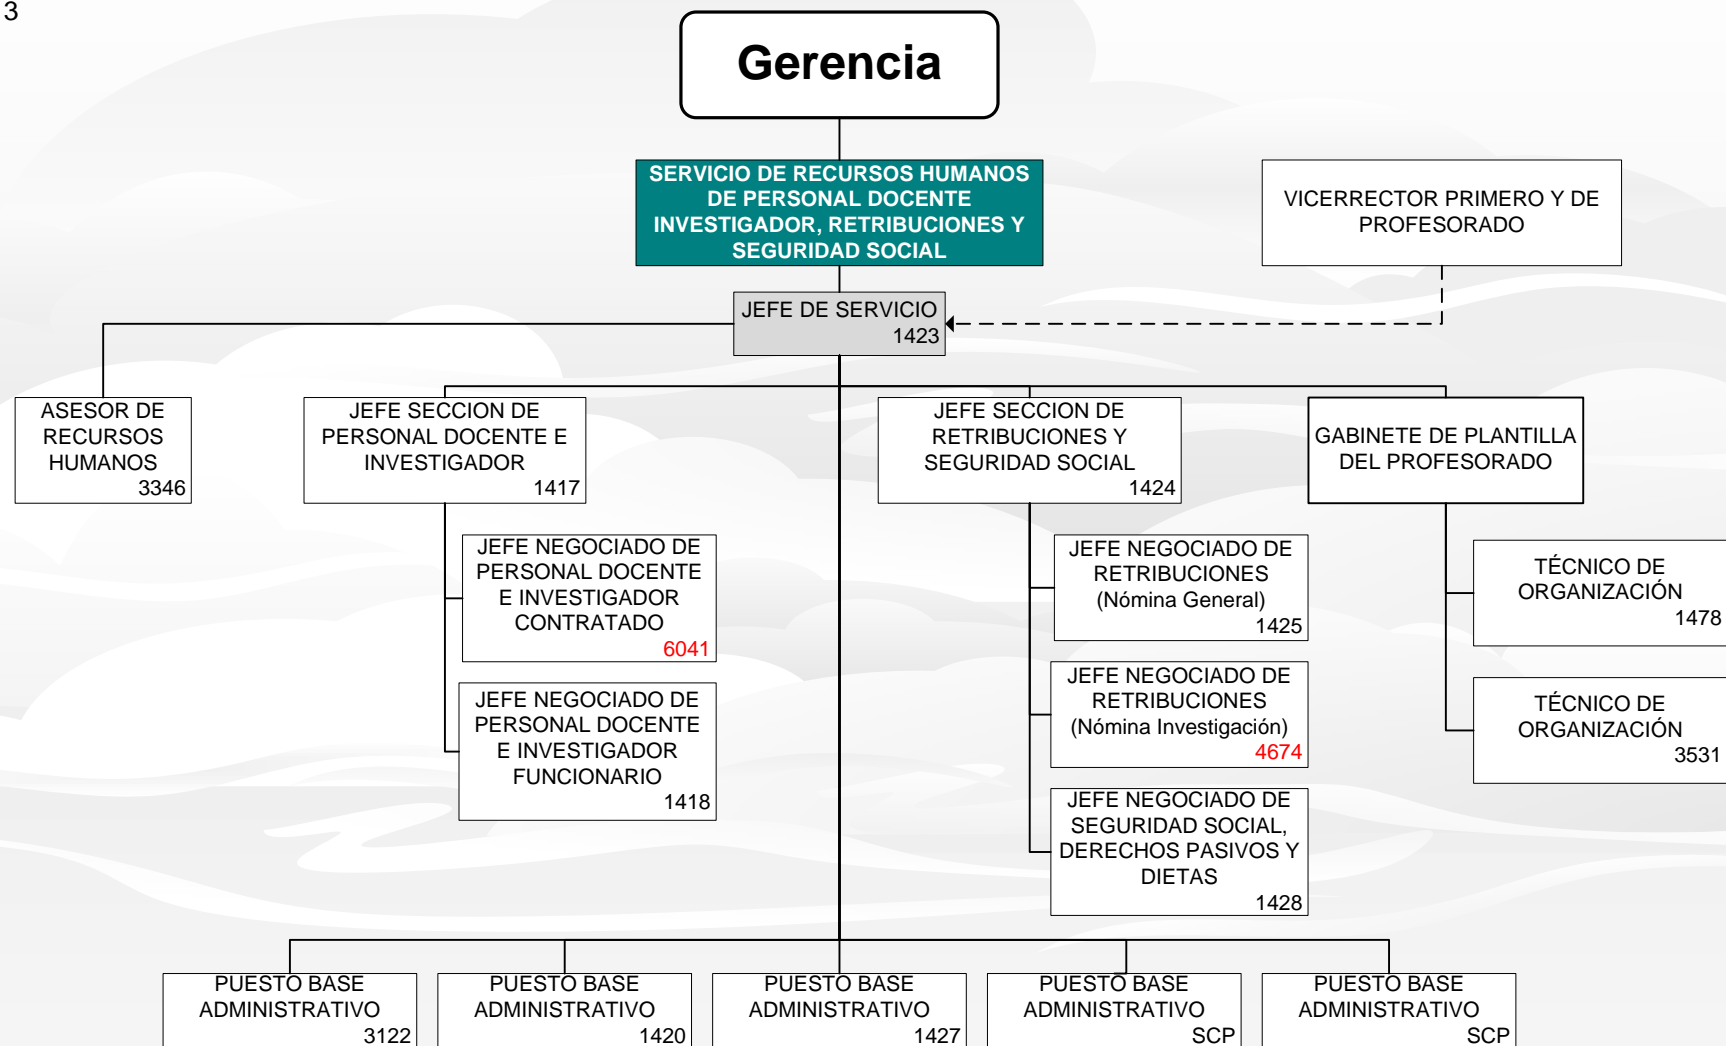 3
Gerencia
SERVICIO DE RECURSOS HUMANOS
DE PERSONAL DOCENTE
INVESTIGADOR, RETRIBUCIONES Y
SEGURIDAD SOCIAL
VICERRECTOR PRIMERO Y DE
PROFESORADO
JEFE DE SERVICIO
1423
ASESOR DE
RECURSOS
HUMANOS
3346
JEFE SECCION DE
PERSONAL DOCENTE E
INVESTIGADOR
1417
JEFE SECCION DE
RETRIBUCIONES Y
SEGURIDAD SOCIAL
1424
GABINETE DE PLANTILLA
DEL PROFESORADO
JEFE NEGOCIADO DE
PERSONAL DOCENTE
E INVESTIGADOR
CONTRATADO
6041
JEFE NEGOCIADO DE
RETRIBUCIONES
(Nómina General)
1425
TÉCNICO DE
ORGANIZACIÓN
1478
JEFE NEGOCIADO DE
PERSONAL DOCENTE
E INVESTIGADOR
FUNCIONARIO
1418
JEFE NEGOCIADO DE
RETRIBUCIONES
(Nómina Investigación)
4674
TÉCNICO DE
ORGANIZACIÓN
3531
JEFE NEGOCIADO DE
SEGURIDAD SOCIAL,
DERECHOS PASIVOS Y
DIETAS
1428
PUESTO BASE
ADMINISTRATIVO
3122
PUESTO BASE
ADMINISTRATIVO
1420
PUESTO BASE
ADMINISTRATIVO
1427
PUESTO BASE
ADMINISTRATIVO
SCP
PUESTO BASE
ADMINISTRATIVO
SCP